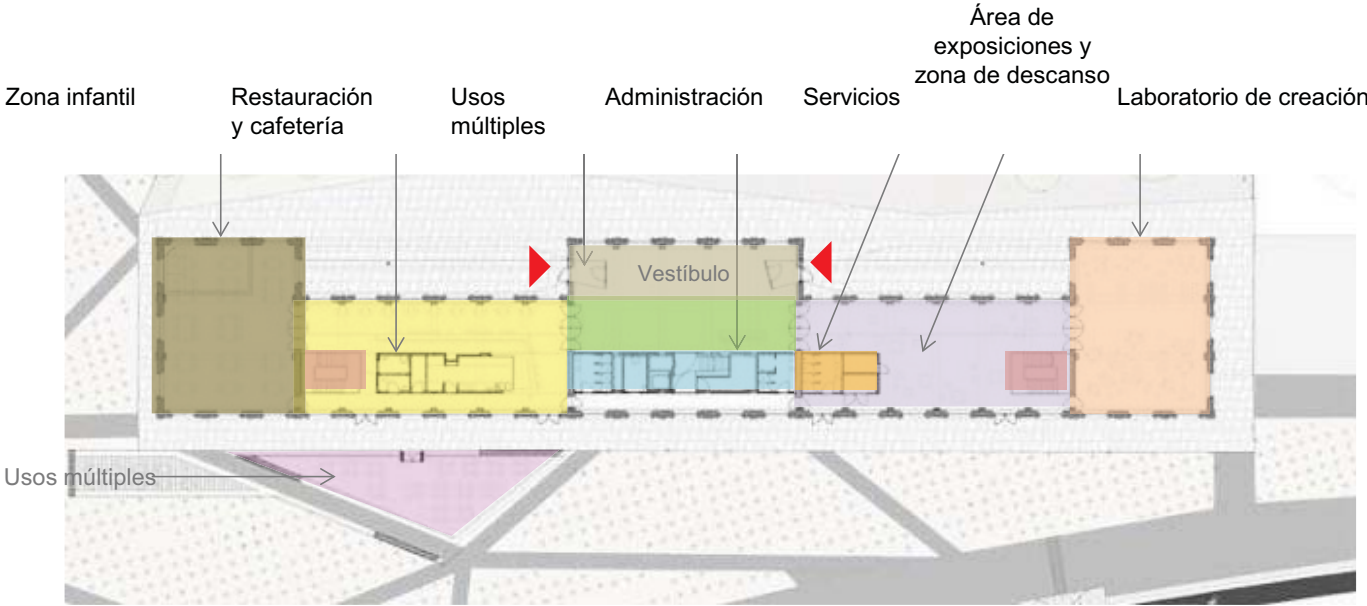 Área de
exposiciones y
zona de descanso
Zona infantil
Restauración
y cafetería
Usos
múltiples
Administración
Servicios
Laboratorio de creación
Vestíbulo
Usos múltiples